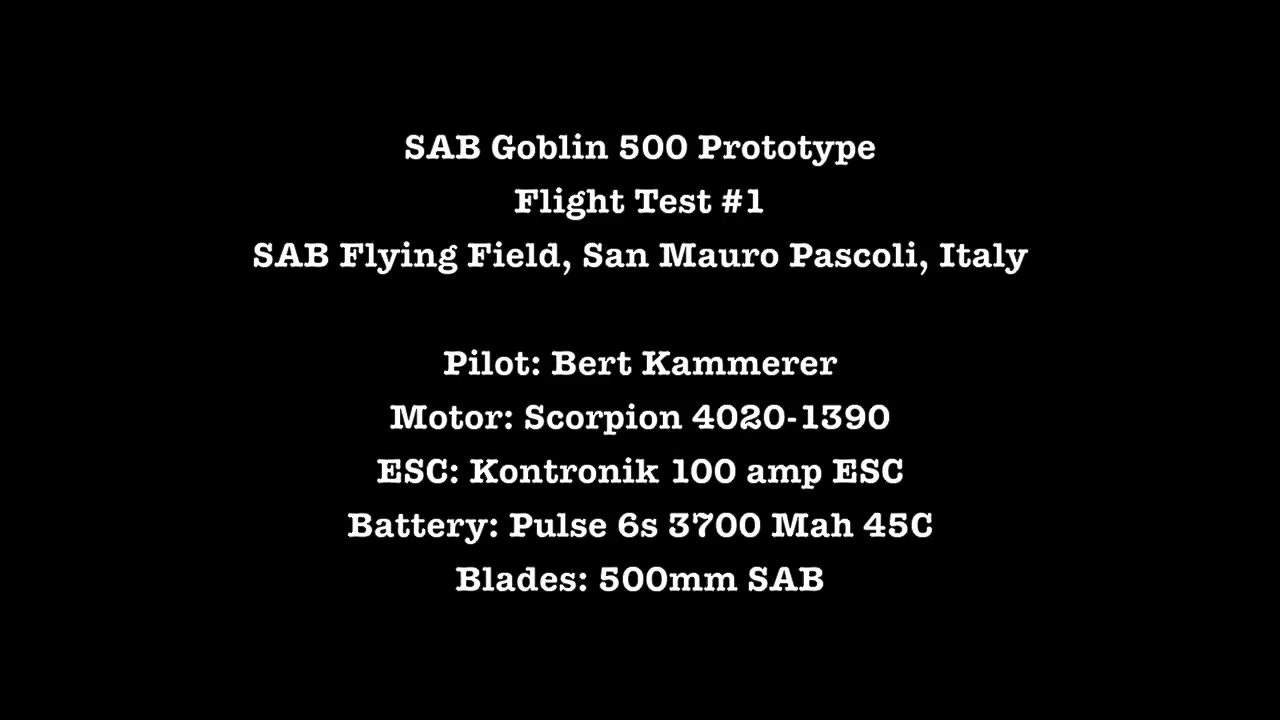 SAB Goblin 500 Prototype
Flight Test #1
SAB Flying Field, San Mauro Pascoli, Italy
Pilot: Bert Kammerer
Motor: Scorpion 4020-1390
ESC: Kontronik 100 amp ESC
Battery: Pulse 6s 3700 Mah 45C
Blades: 500mm SAB